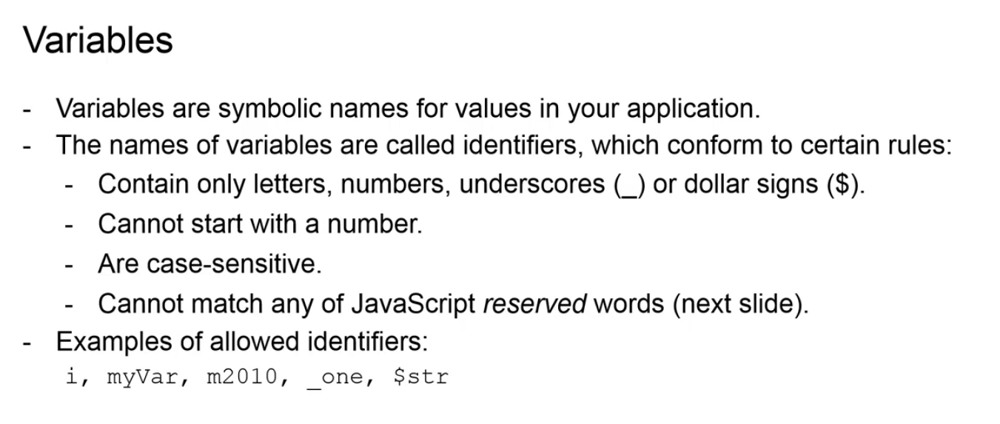 Variables
- Variables are symbolic names for values in your application.
- The names of variables are called identifiers, which conform to certain rules:
- Contain only letters, numbers, underscores (_) or dollar signs ($).
- Cannot start with a number.
- Are case-sensitive.
- Cannot match any of JavaScript reserved words (next slide).
- Examples of allowed identifiers:
i, myVar, m2010, _one, $str